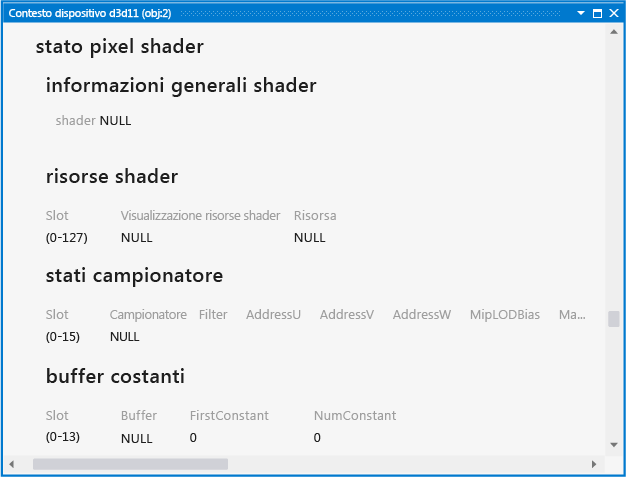 Contesto dispositivo d3d11 (obj:2)
stato pixel shader
informazioni generali shader
shader NULL
risorse shader
Slot Visualizzazione risorse shader Risorsa
(0-127) NULL NULL
stati campionatore
Slot Campionatore Filter AddressU AddressV AddressW MipLODBias Ma...
(0-15) NULL
buffer costanti
Slot Buffer FirstConstant NumConstant
(0-13) NULL 0 0